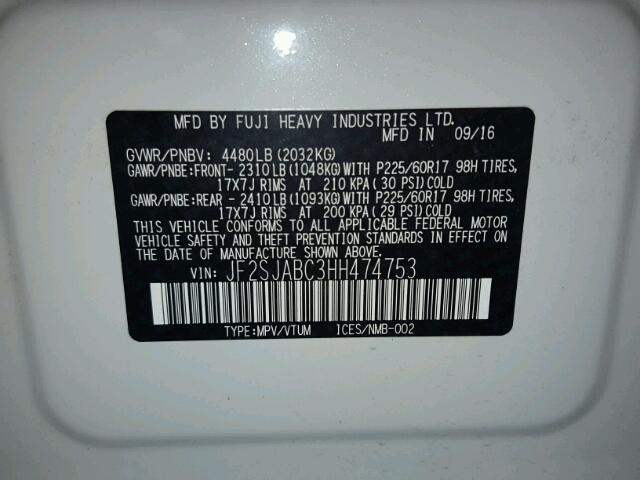 MFD BY FUJI HEAVY INDUSTRIES LTD.
MFD IN 09/16
GVWR/PNBV: 4480LB(2032KG)
GAWR/PNBE:FRONT- 2310LB(1048KG)WITH P225/60R17 98H TIRES,
17X7J RIMS AT 210 KPA(30 PSI)COLD
GAWR/PNBE:REAR - 2410LB(1093KG)WITH P225/60R17 98H TIRES,
17X7J RIMS AT 200 KPA(29 PSI)COLD
THIS VEHICLE CONFORMS TO ALL APPLICABLE FEDERAL MOTOR
VEHICLE SAFETY AND BUMPER STANDARDS IN EFFECT ON THE
DATE OF MANUFACTURE SHOWN ABOVE.
VIN: JF2SJABC3HH474753
TYPE:MPV/VTUM ICES/NMB-002